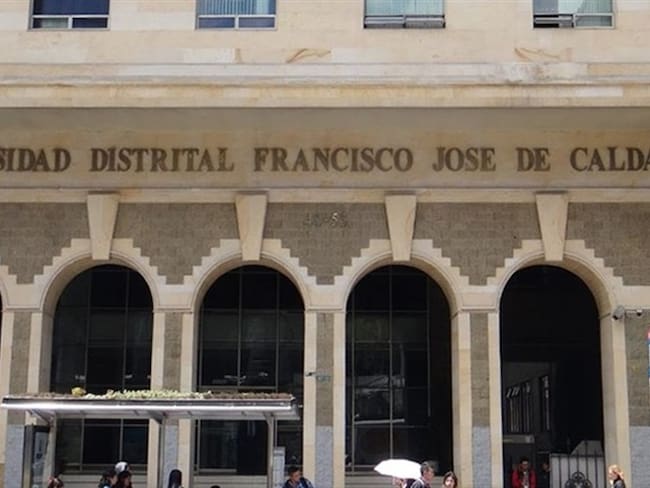 SIDAD DISTRITAL FRANCISCO JOSE DE CALDA